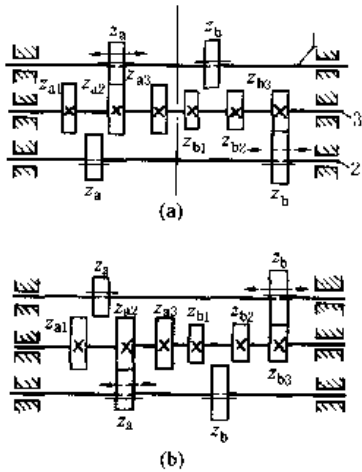 z_a z_b 1
z_a1 z_a2 z_a3 z_b3
3
z_b1 z_b2
2
z_a z_b
(a)
z_a z_b
z_a1 z_a2 z_a3 z_b1 z_b2
z_b3
z_a z_b
(b)